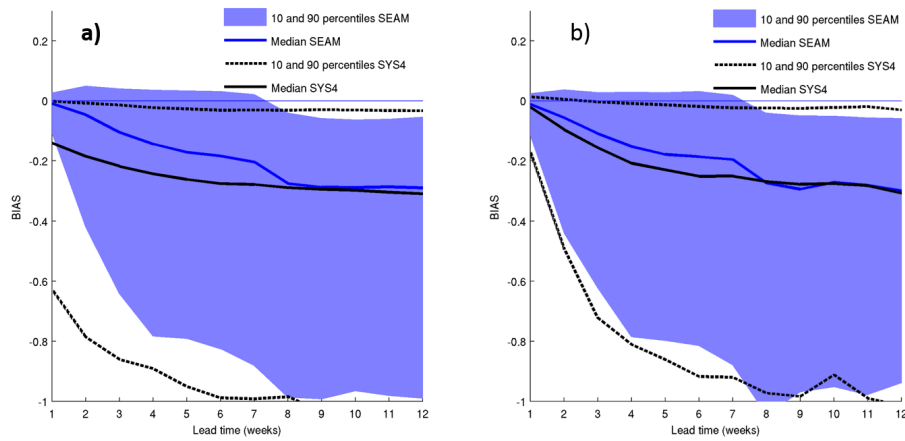 a)
10 and 90 percentiles SEAM
Median SEAM
10 and 90 percentiles SYS4
Median SYS4
0.2
0
-0.2
-0.4
-0.6
-0.8
-1
BIAS
1 2 3 4 5 6 7 8 9 10 11 12
Lead time (weeks)
b)
10 and 90 percentiles SEAM
Median SEAM
10 and 90 percentiles SYS4
Median SYS4
0.2
0
-0.2
-0.4
-0.6
-0.8
-1
BIAS
1 2 3 4 5 6 7 8 9 10 11 12
Lead time (weeks)